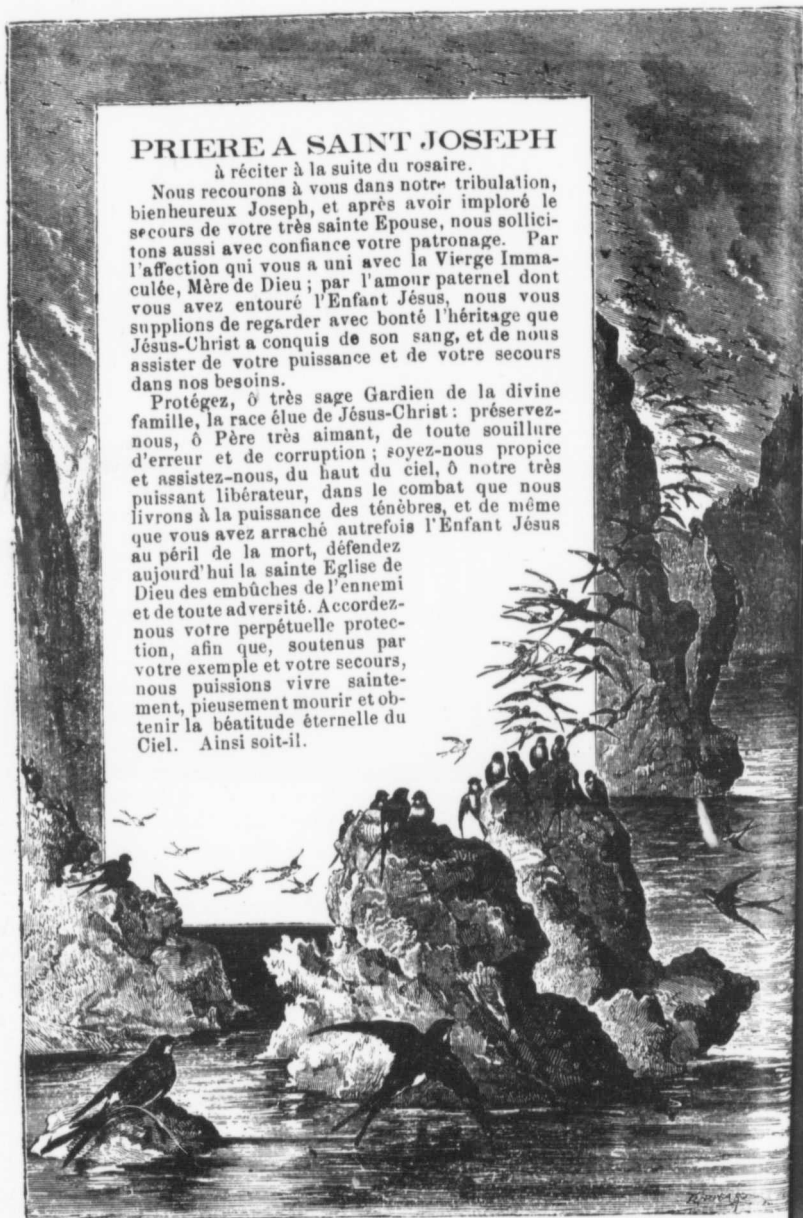 PRIERE A SAINT JOSEPH
à réciter à la suite du rosaire.
Nous recourons à vous dans notre tribulation,
bienheureux Joseph, et après avoir imploré le
secours de votre très sainte Epouse, nous sollici-
tons aussi avec confiance votre patronage. Par
l'affection qui vous a uni avec la Vierge Imma-
culée, Mère de Dieu ; par l'amour paternel dont
vous avez entouré l'Enfant Jésus, nous vous
supplions de regarder avec bonté l'héritage que
Jésus-Christ a conquis de son sang, et de nous
assister de votre puissance et de votre secours
dans nos besoins.
Protégez, ô très sage Gardien de la divine
famille, la race élue de Jésus-Christ : préservez-
nous, ô Père très aimant, de toute souillure
d'erreur et de corruption ; soyez-nous propice
et assistez-nous, du haut du ciel, ô notre très
puissant libérateur, dans le combat que nous
livrons à la puissance des ténèbres, et de même
que vous avez arraché autrefois l'Enfant Jésus
au péril de la mort, défendez
aujourd'hui la sainte Eglise de
Dieu des embûches de l'ennemi
et de toute adversité. Accordez-
nous votre perpétuelle protec-
tion, afin que, soutenus par
votre exemple et votre secours,
nous puissions vivre sainte-
ment, pieusement mourir et ob-
tenir la béatitude éternelle du
Ciel. Ainsi soit-il.